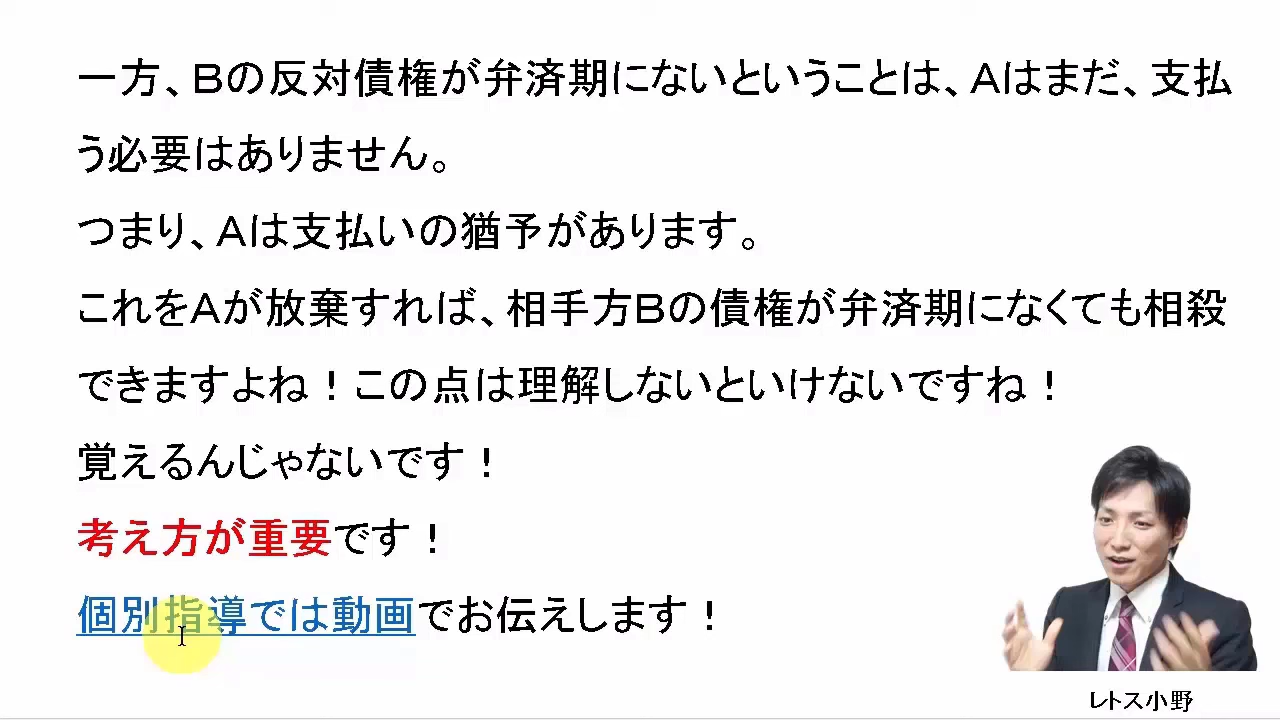 一方、Bの反対債権が弁済期にないということは、Aはまだ、支払
う必要はありません。
つまり、Aは支払いの猶予があります。
これをAが放棄すれば、相手方Bの債権が弁済期になくても相殺
できますよね！この点は理解しないといけないですね！
覚えるんじゃないです！
考え方が重要です！
個別指導では動画でお伝えします！
レトス小野